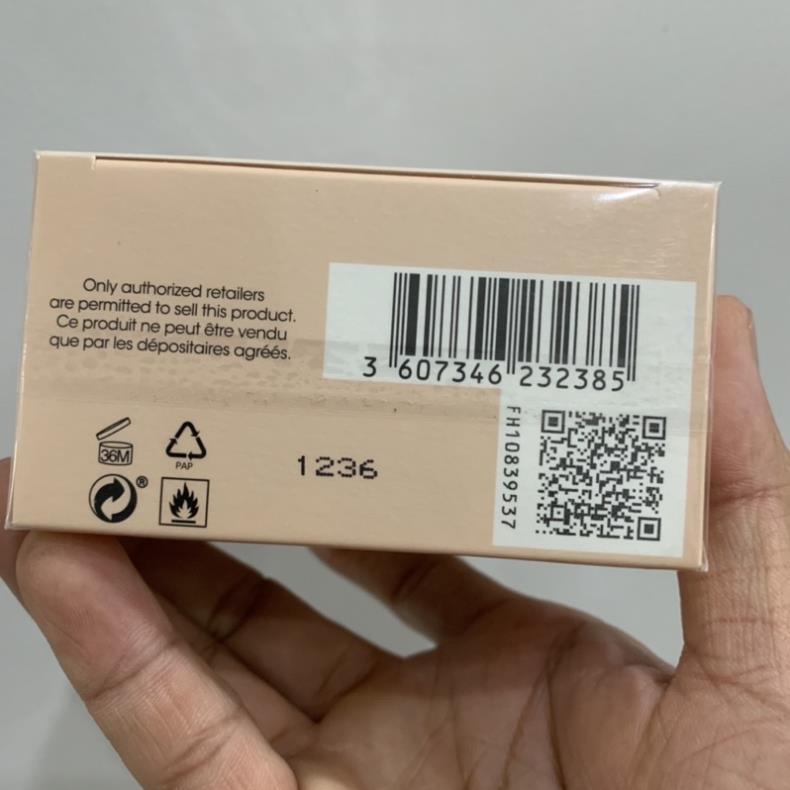 Only authorized retailers
are permitted to sell this product.
Ce produit ne peut être vendu
que par les dépositaires agréés.
3 607346 232385
FH10839537
36M
PAP
®
1236